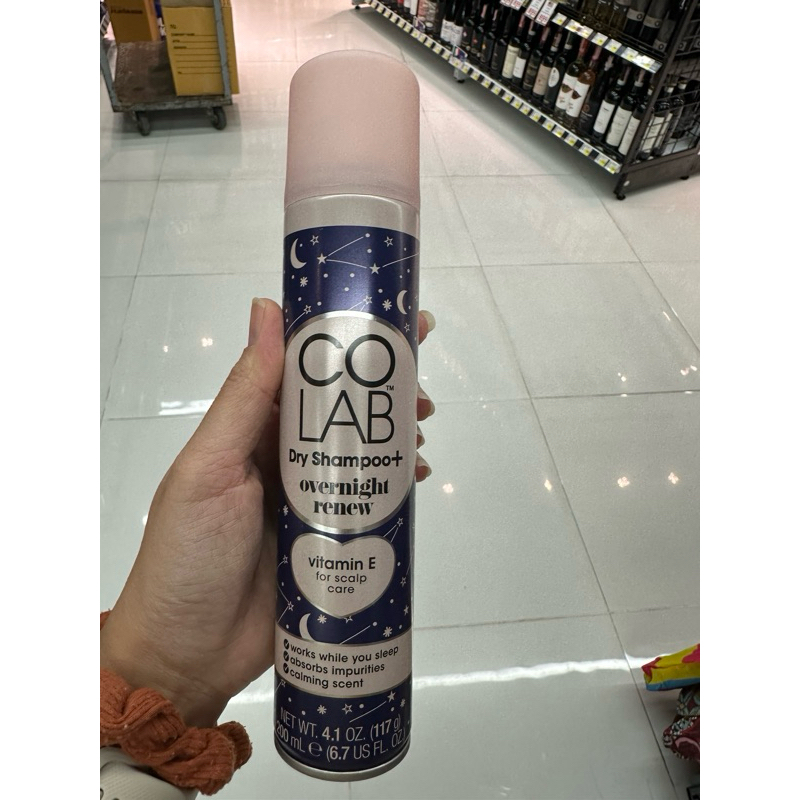 CO
LAB™
Dry Shampoo+
overnight
renew
vitamin E
for scalp
care
works while you sleep
absorbs impurities
calming scent
NET WT. 4.1 OZ. (117 g)
200 mL ℮ (6.7 US FL. OZ.)